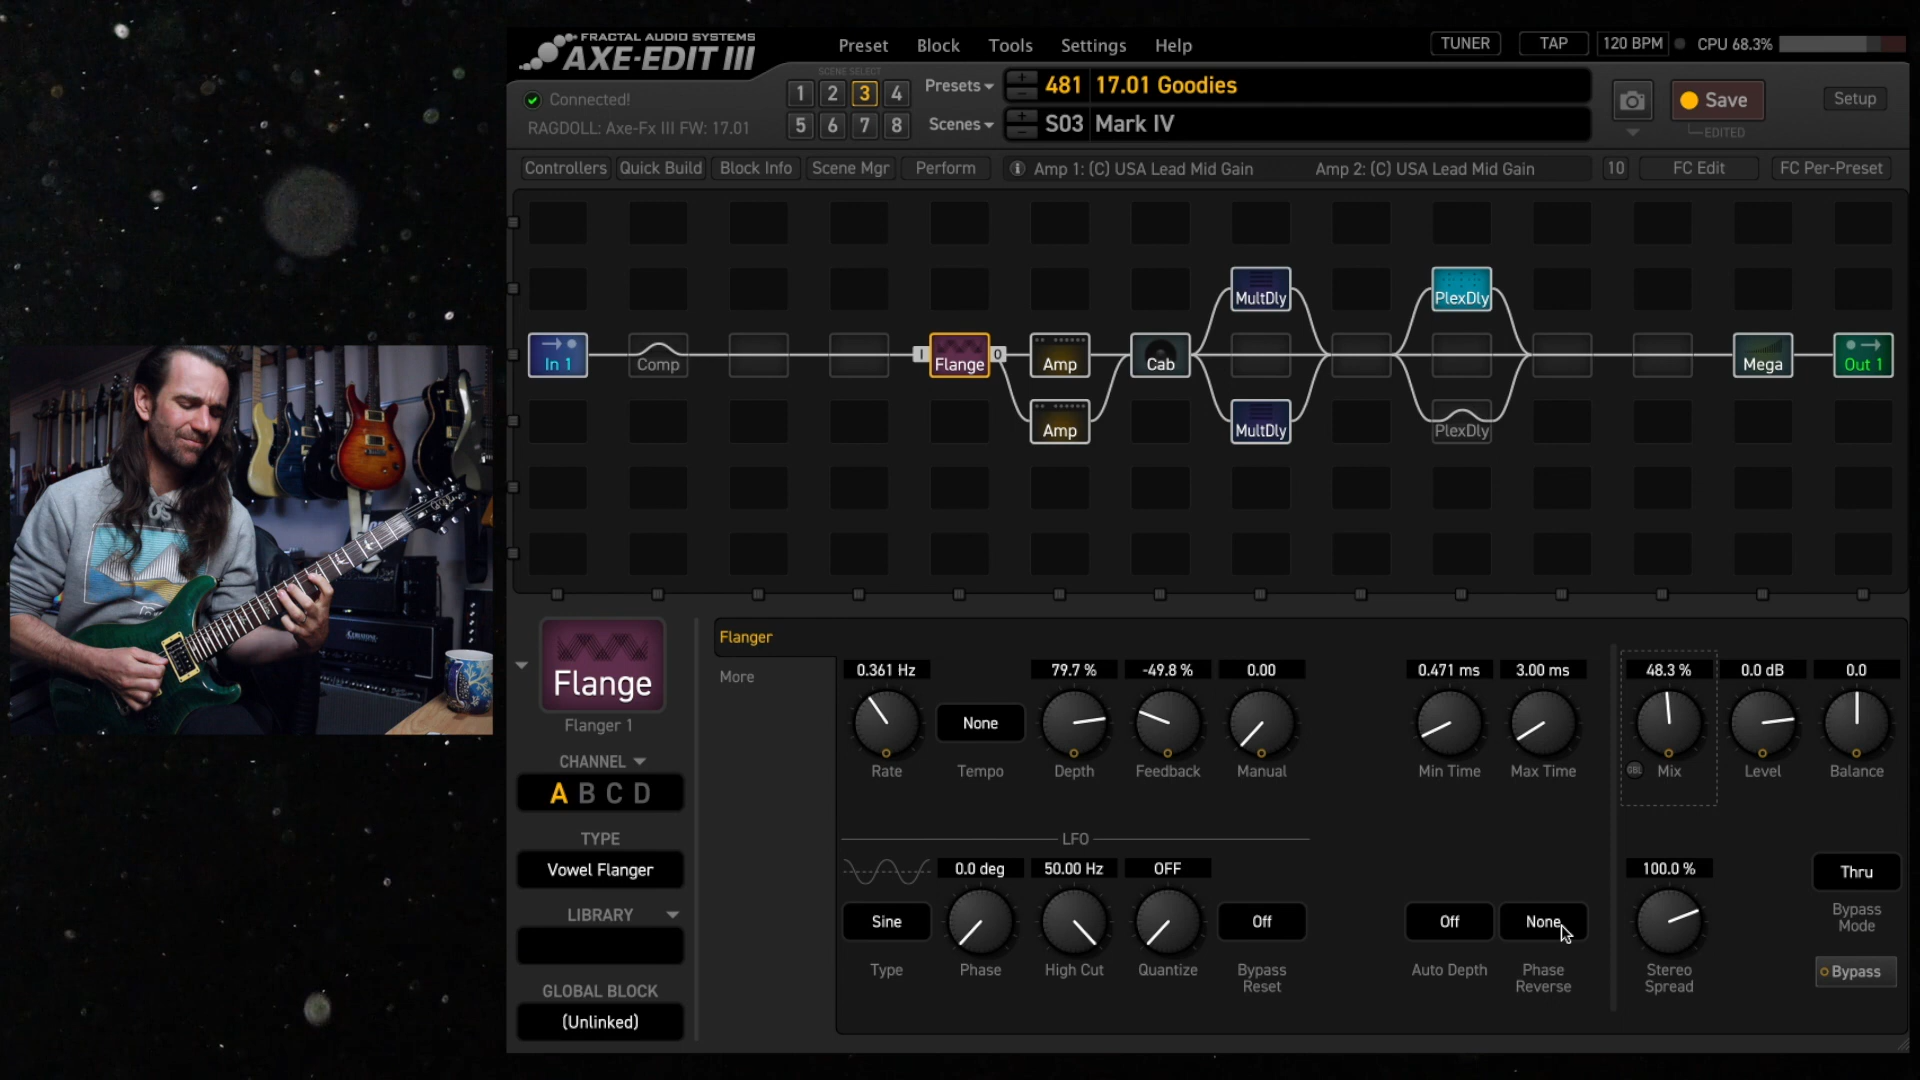 FRACTAL AUDIO SYSTEMS
AXE-EDIT III
Preset Block Tools Settings Help
TUNER TAP 120 BPM CPU 68.3%
Connected!
RAGDOLL: Axe-Fx III FW: 17.01
SCENE SELECT
1 2 3 4
5 6 7 8
Presets 481 17.01 Goodies
Scenes S03 Mark IV
Save
EDITED
Setup
Controllers Quick Build Block Info Scene Mgr Perform Amp 1: (C) USA Lead Mid Gain Amp 2: (C) USA Lead Mid Gain 10 FC Edit FC Per-Preset
MultDly PlexDly
In 1 Comp I Flange O Amp Cab Mega Out 1
Amp MultDly PlexDly
Flange
Flanger 1
CHANNEL
A B C D
TYPE
Vowel Flanger
LIBRARY
GLOBAL BLOCK
(Unlinked)
Flanger
More
0.361 Hz 79.7 % -49.8 % 0.00 0.471 ms 3.00 ms 48.3 % 0.0 dB 0.0
None
Rate Tempo Depth Feedback Manual Min Time Max Time GBL Mix Level Balance
LFO
0.0 deg 50.00 Hz OFF 100.0 % Thru
Sine Off Off None
Bypass Mode
Type Phase High Cut Quantize Bypass Reset Auto Depth Phase Reverse Stereo Spread
Bypass